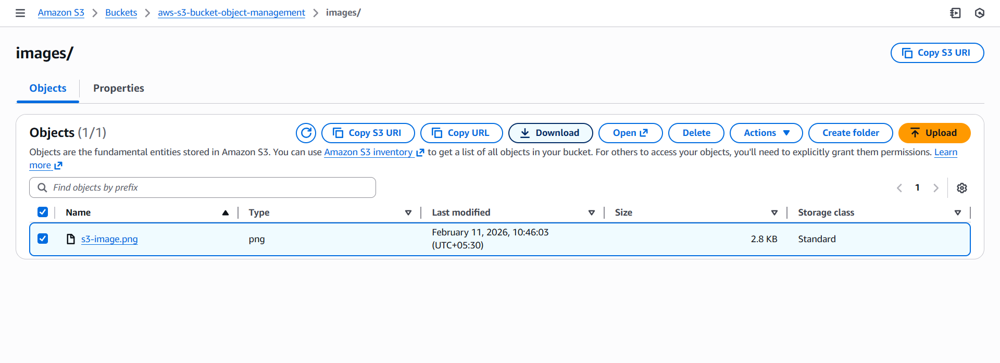 Amazon S3 Buckets aws-s3-bucket-object-management images/
images/
Copy S3 URI
Objects Properties
Objects (1/1)
Copy S3 URI Copy URL Download Open Delete Actions Create folder Upload
Objects are the fundamental entities stored in Amazon S3. You can use Amazon S3 inventory to get a list of all objects in your bucket. For others to access your objects, you'll need to explicitly grant them permissions. Learn
more
Find objects by prefix
1
Name Type Last modified Size Storage class
s3-image.png png February 11, 2026, 10:46:03
(UTC+05:30) 2.8 KB Standard